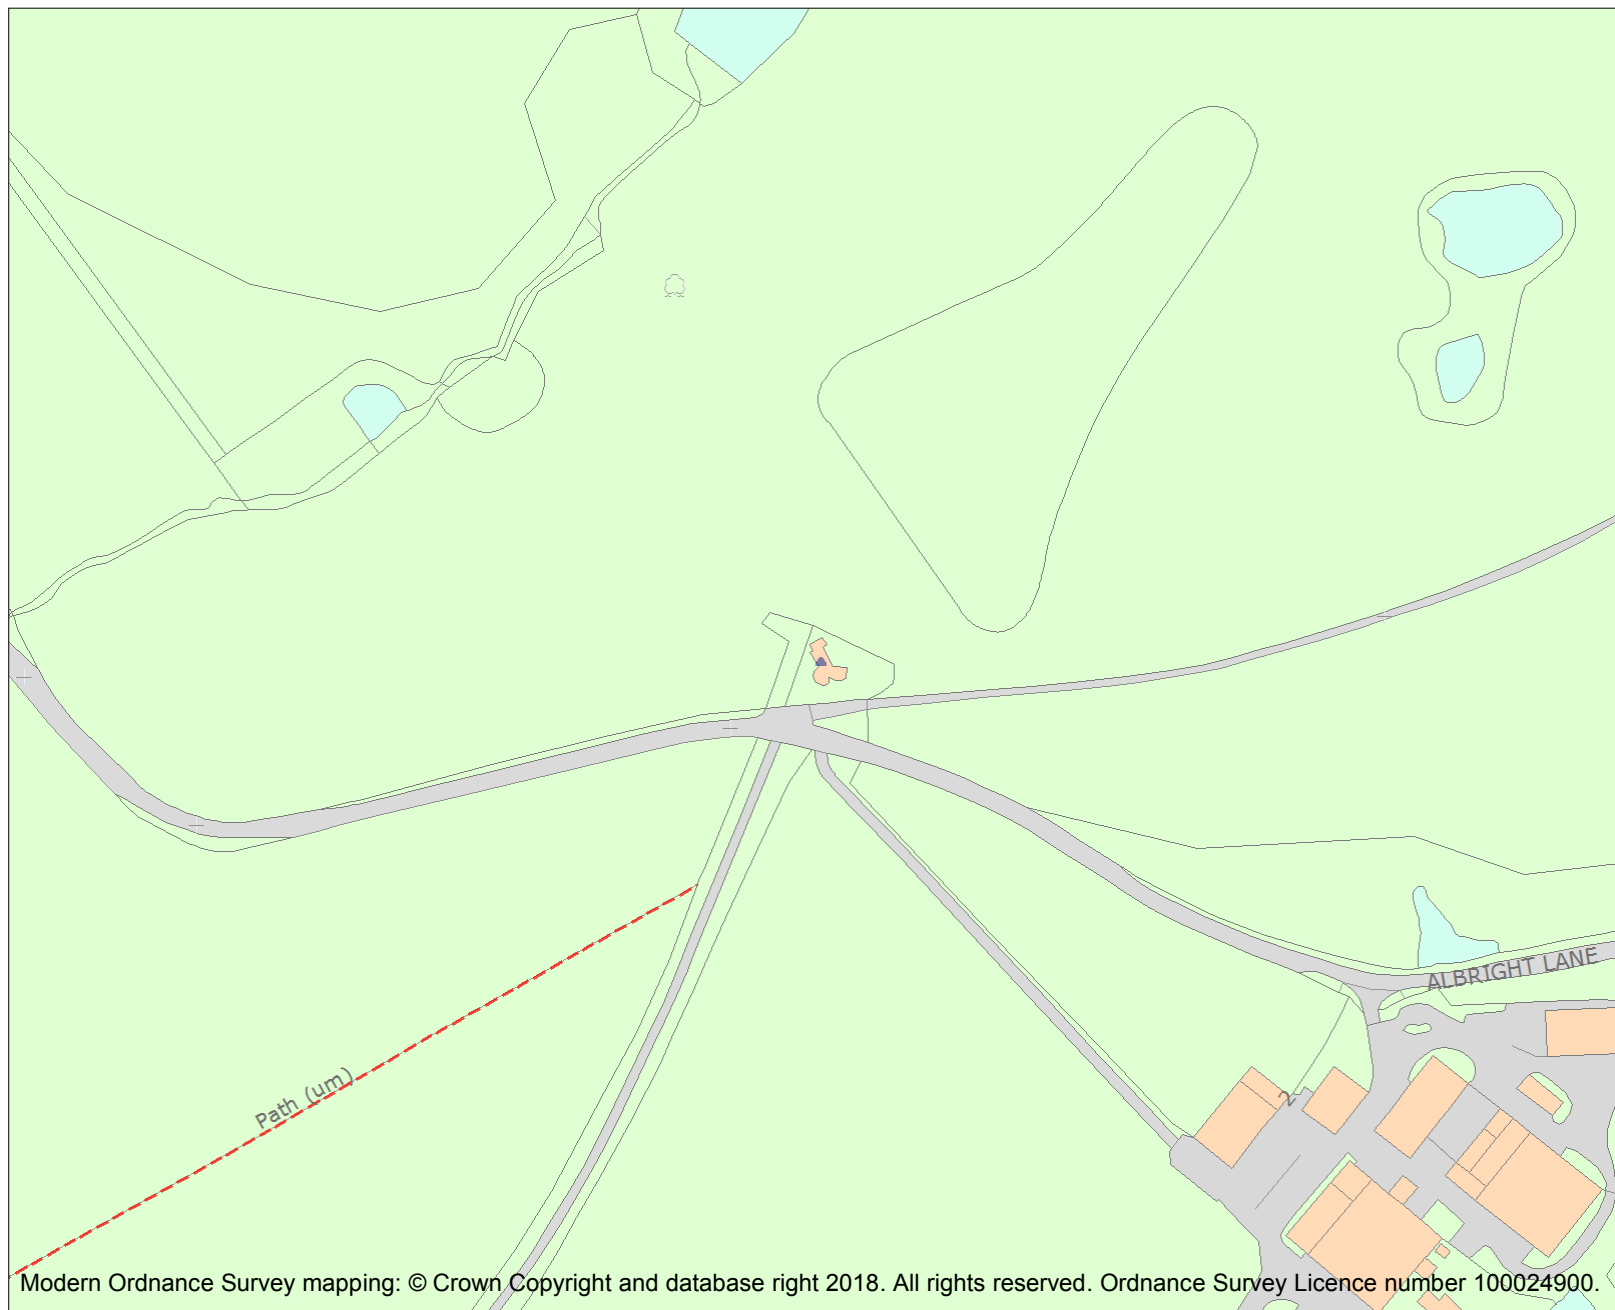 ALBRIGHT LANE
Path (um)
2
Modern Ordnance Survey mapping: © Crown Copyright and database right 2018. All rights reserved. Ordnance Survey Licence number 100024900.